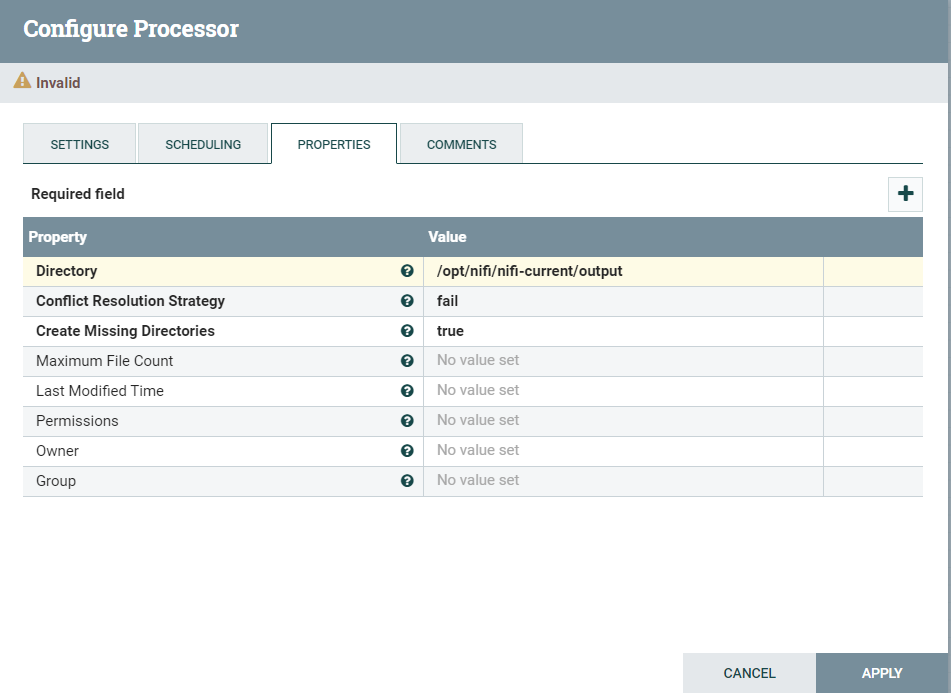 Configure Processor
Invalid
SETTINGS SCHEDULING PROPERTIES COMMENTS
Required field
Property Value
Directory /opt/nifi/nifi-current/output
Conflict Resolution Strategy fail
Create Missing Directories true
Maximum File Count No value set
Last Modified Time No value set
Permissions No value set
Owner No value set
Group No value set
CANCEL APPLY